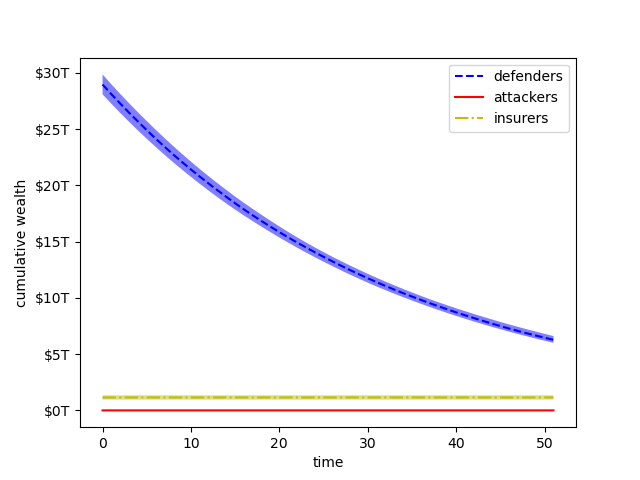 $30T
$25T
$20T
$15T
$10T
$5T
$0T
cumulative wealth
defenders
attackers
insurers
0 10 20 30 40 50
time